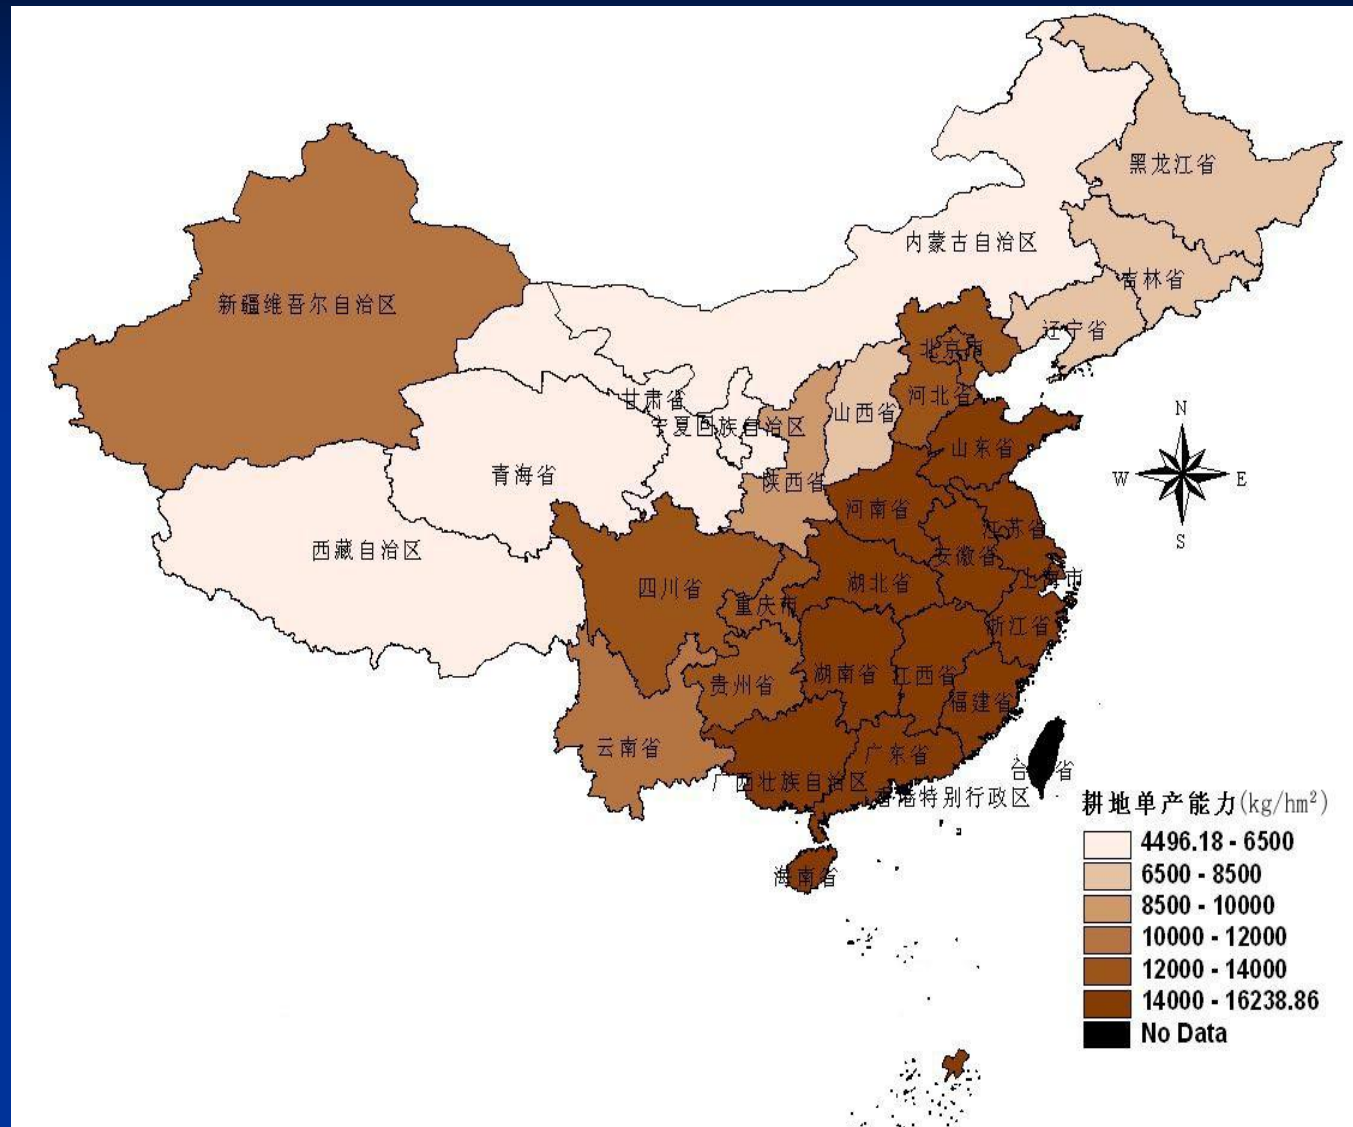 黑龙江省
内蒙古自治区
吉林省
新疆维吾尔自治区
辽宁省
北京市
甘肃省
河北省
山西省
宁夏回族自治区
山东省
N
W
E
S
青海省
陕西省
河南省
江苏省
西藏自治区
安徽省
四川省
湖北省
上海市
重庆市
浙江省
贵州省
湖南省
江西省
福建省
云南省
广东省
台 省
广西壮族自治区
香港特别行政区
海南省
耕地单产能力(kg/hm²)
4496.18 - 6500
6500 - 8500
8500 - 10000
10000 - 12000
12000 - 14000
14000 - 16238.86
No Data